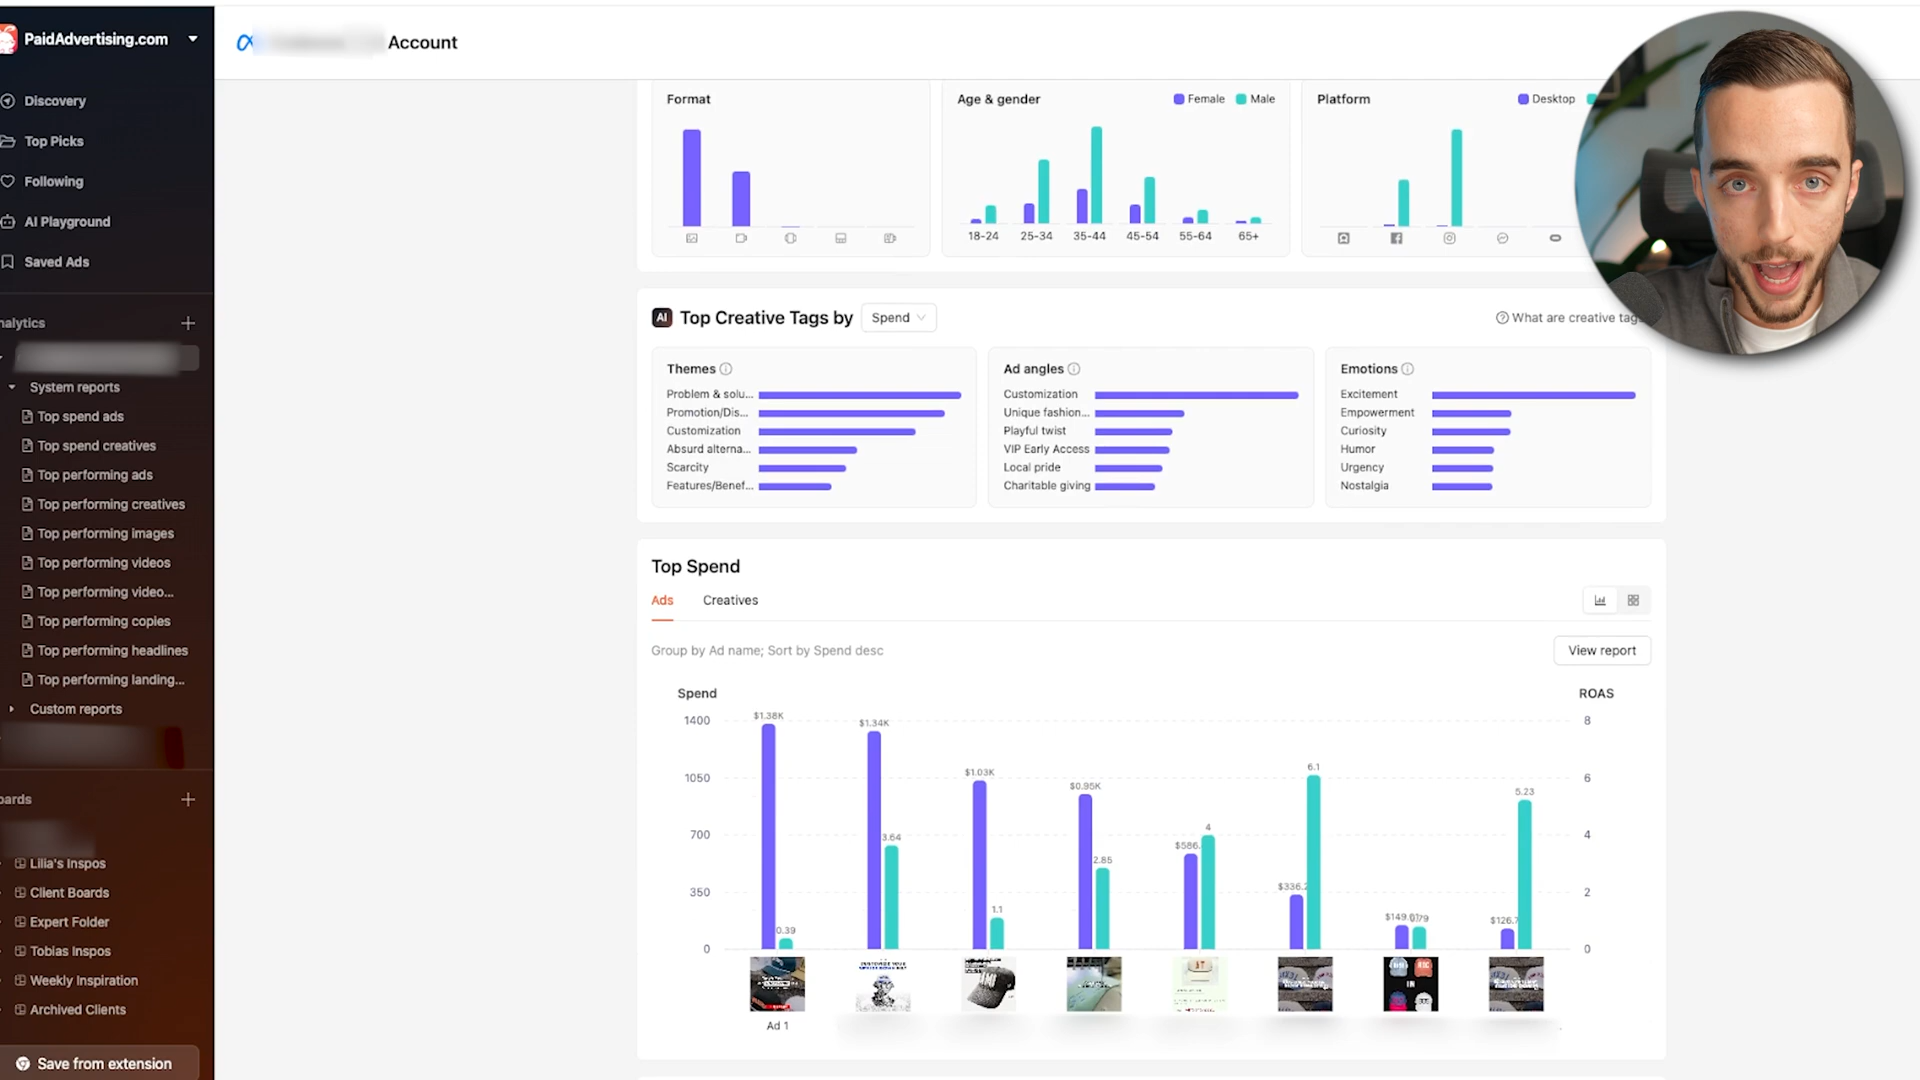 PaidAdvertising.com
Account
Discovery
Top Picks
Following
AI Playground
Saved Ads
nalytics
System reports
Top spend ads
Top spend creatives
Top performing ads
Top performing creatives
Top performing images
Top performing videos
Top performing video...
Top performing copies
Top performing headlines
Top performing landing...
Custom reports
oards
Lilia's Inspos
Client Boards
Expert Folder
Tobias Inspos
Weekly Inspiration
Archived Clients
Save from extension
Format
Age & gender
Female
Male
18-24 25-34 35-44 45-54 55-64 65+
Platform
Desktop
AI Top Creative Tags by Spend
What are creative tag
Themes
Problem & solu...
Promotion/Dis...
Customization
Absurd alterna...
Scarcity
Features/Benef...
Ad angles
Customization
Unique fashion...
Playful twist
VIP Early Access
Local pride
Charitable giving
Emotions
Excitement
Empowerment
Curiosity
Humor
Urgency
Nostalgia
Top Spend
Ads Creatives
Group by Ad name; Sort by Spend desc
View report
Spend
ROAS
1400
1050
700
350
0
$1.38K
0.39
$1.34K
3.64
$1.03K
1.1
$0.95K
2.85
$586.
4
$336.2
6.1
$126.7
5.23
8
6
4
2
0
Ad 1